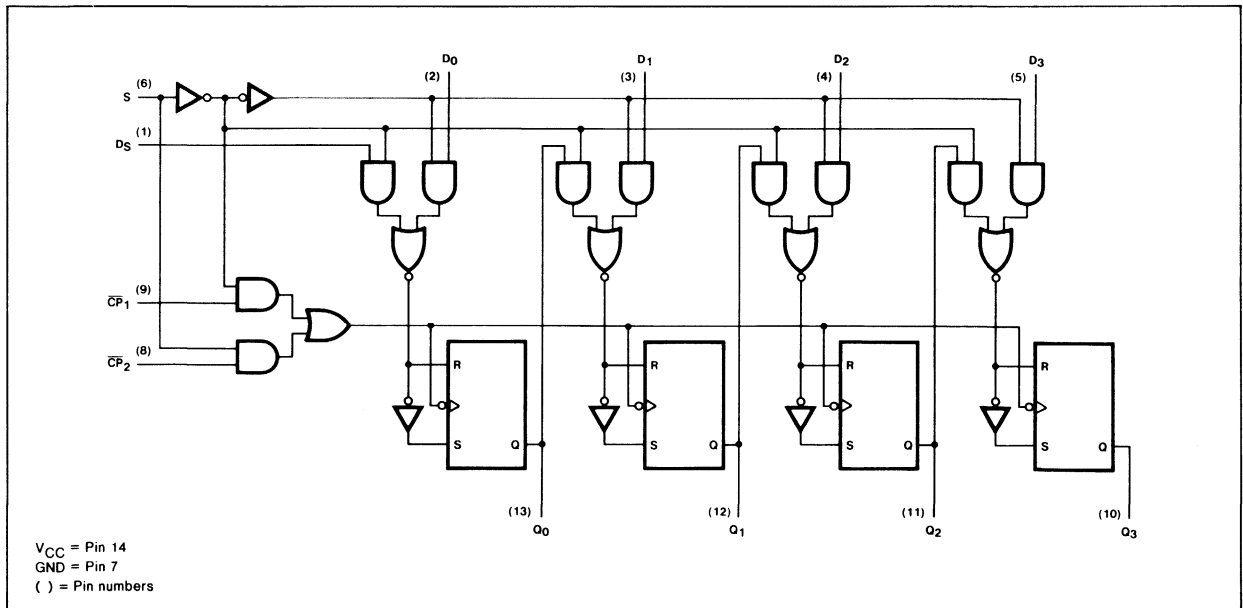 D0 D1 D2 D3
(2) (3) (4) (5)
S (6)
DS (1)
CP1 (9)
CP2 (8)
R R R R
S Q S Q S Q S Q
(13) (12) (11) (10)
Q0 Q1 Q2 Q3
VCC = Pin 14
GND = Pin 7
( ) = Pin numbers